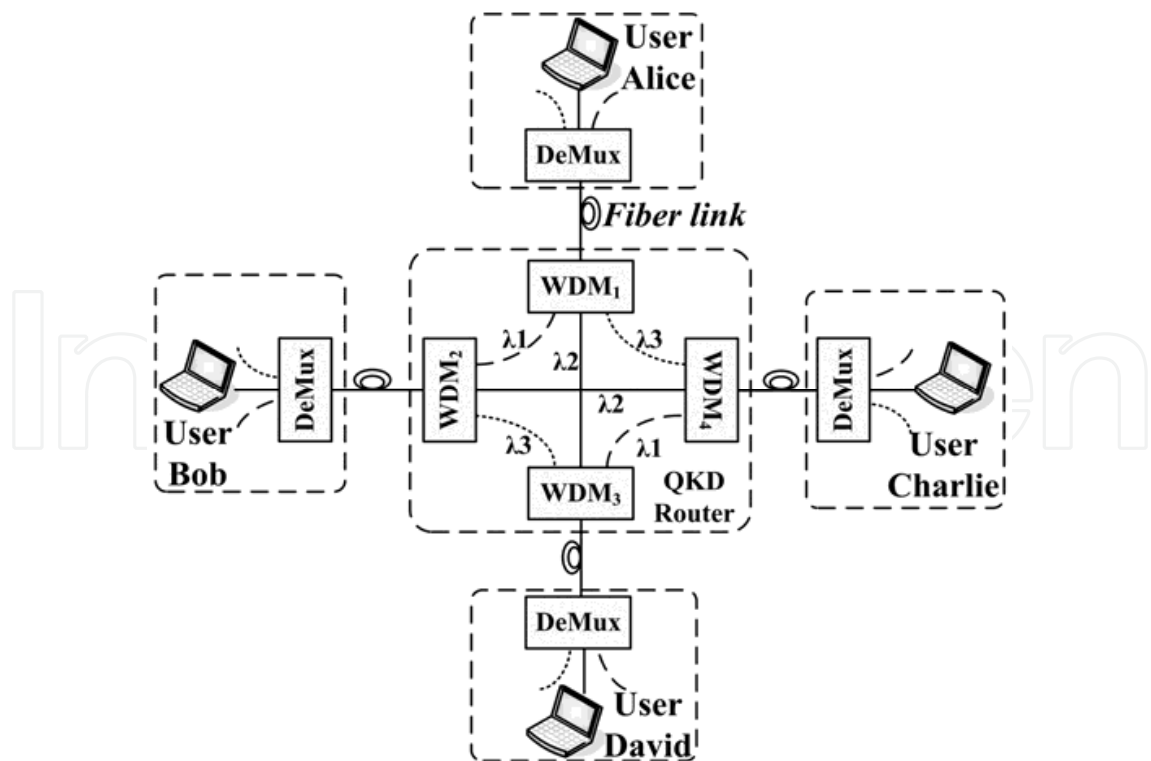 User
Alice
DeMux
Fiber link
WDM₁
λ1
λ2
λ3
WDM₂
WDM₄
λ2
λ3
λ1
WDM₃
QKD
Router
DeMux
User
Bob
DeMux
User
Charlie
DeMux
User
David